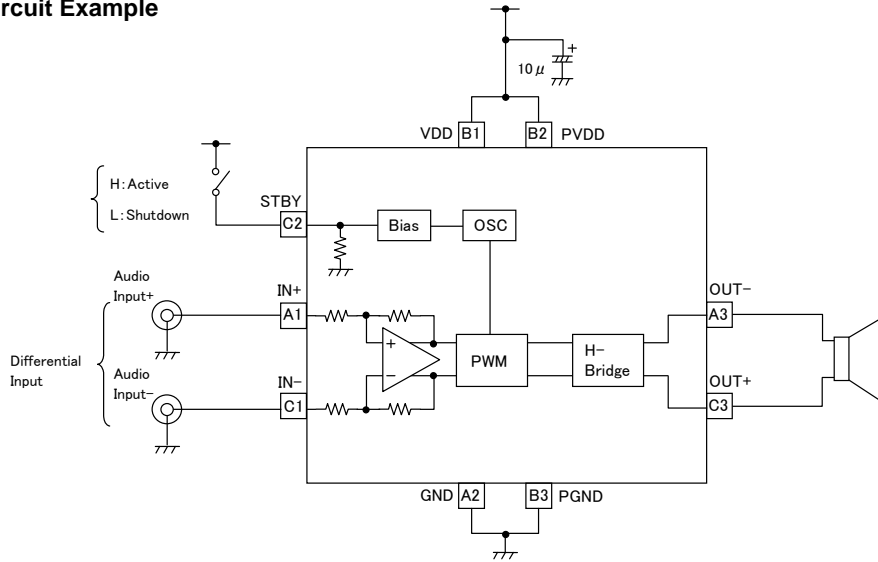 rcuit Example
+
10μ
VDD B1 B2 PVDD
H:Active
L:Shutdown
STBY
C2
Bias
OSC
Audio
Input+
IN+
A1
OUT-
A3
Differential
Input
+
-
PWM
H-
Bridge
Audio
Input-
IN-
C1
OUT+
C3
GND A2 B3 PGND